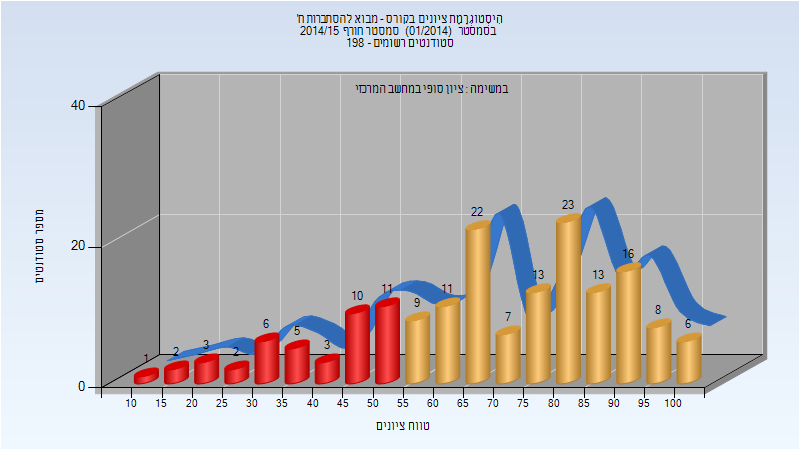 היסטוגרמת ציונים בקורס - מבוא להסתברות ח'
בסמסטר (01/2014) סמסטר חורף 2014/15
סטודנטים רשומים - 198
במשימה : ציון סופי במחשב המרכזי
40
20
0
מספר סטודנטים
1 2 3 2 6 5 3 10 11 9 11 22 7 13 23 13 16 8 6
10 15 20 25 30 35 40 45 50 55 60 65 70 75 80 85 90 95 100
טווח ציונים